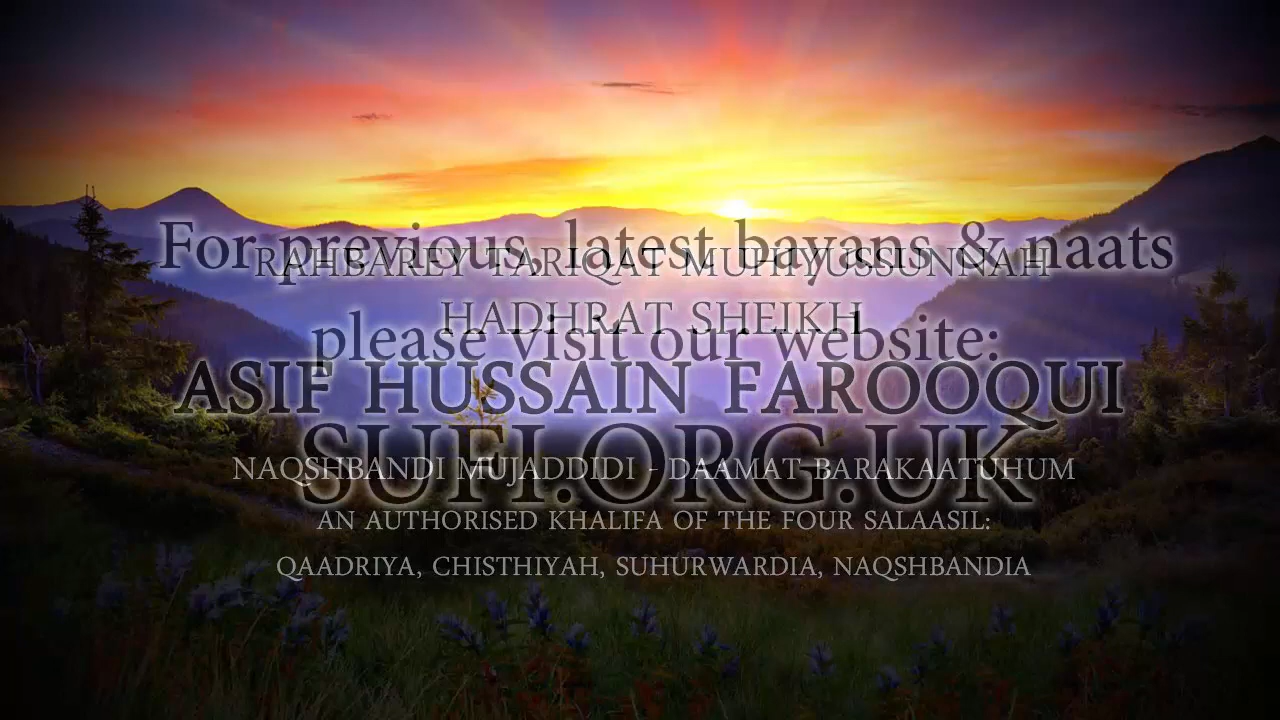 For previous, latest bayans & naats
RAHBAREY TARIQAT MUHIYUSSUNNAH
HADHRAT SHEIKH
please visit our website:
ASIF HUSSAIN FAROOQUI
SUFI.ORG.UK
NAQSHBANDI MUJADDIDI - DAAMAT BARAKAATUHUM
AN AUTHORISED KHALIFA OF THE FOUR SALAASIL:
QAADRIYA, CHISTHIYAH, SUHURWARDIA, NAQSHBANDIA